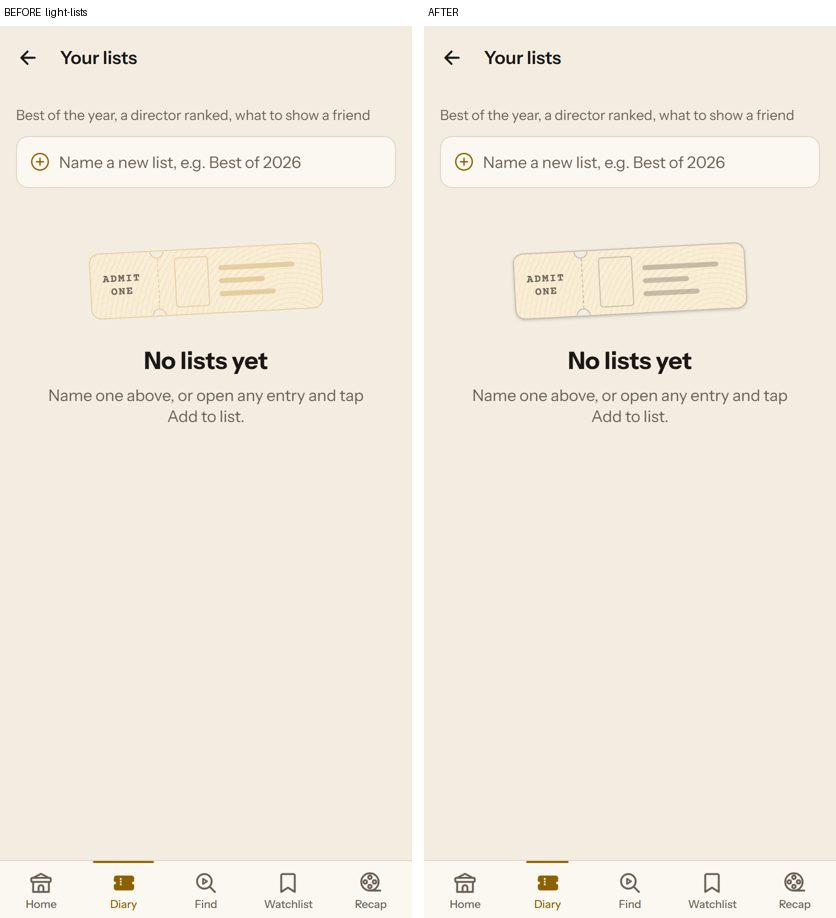 BEFORE light-lists
Your lists
Best of the year, a director ranked, what to show a friend
Name a new list, e.g. Best of 2026
ADMIT
ONE
No lists yet
Name one above, or open any entry and tap
Add to list.
Home
Diary
Find
Watchlist
Recap
AFTER
Your lists
Best of the year, a director ranked, what to show a friend
Name a new list, e.g. Best of 2026
ADMIT
ONE
No lists yet
Name one above, or open any entry and tap
Add to list.
Home
Diary
Find
Watchlist
Recap